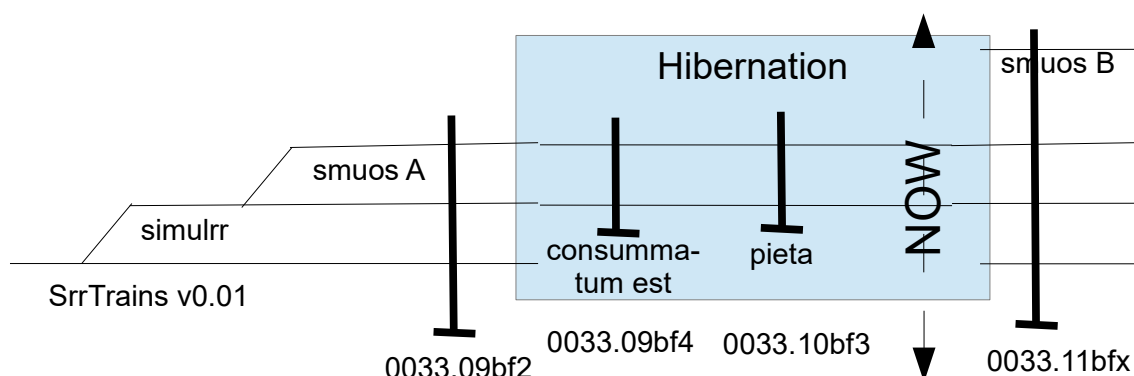 Hibernation
smuos B
smuos A
simulrr
NOW
consumma-
tum est
pieta
SrrTrains v0.01
0033.09bf2
0033.09bf4
0033.10bf3
0033.11bfx